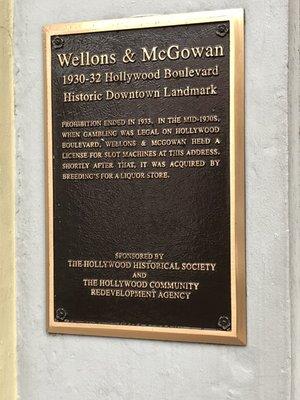 Wellons & McGowan
1930-32 Hollywood Boulevard
Historic Downtown Landmark
PROHIBITION ENDED IN 1933. IN THE MID-1930S,
WHEN GAMBLING WAS LEGAL ON HOLLYWOOD
BOULEVARD, WELLONS & MCGOWAN HELD A
LICENSE FOR SLOT MACHINES AT THIS ADDRESS.
SHORTLY AFTER THAT, IT WAS ACQUIRED BY
BREEDING'S FOR A LIQUOR STORE.
SPONSORED BY
THE HOLLYWOOD HISTORICAL SOCIETY
AND
THE HOLLYWOOD COMMUNITY
REDEVELOPMENT AGENCY